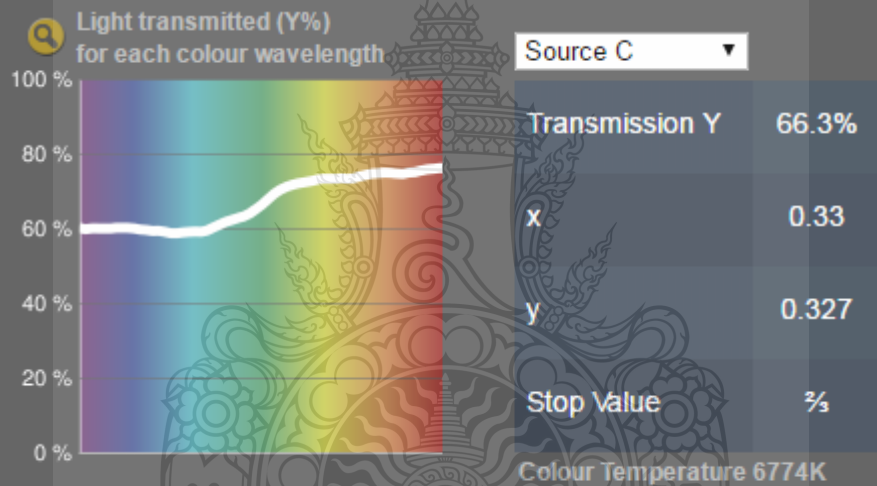 Light transmitted (Y%)
for each colour wavelength
100 %
80 %
60 %
40 %
20 %
0 %
Source C
Transmission Y 66.3%
x 0.33
y 0.327
Stop Value ⅔
Colour Temperature 6774K